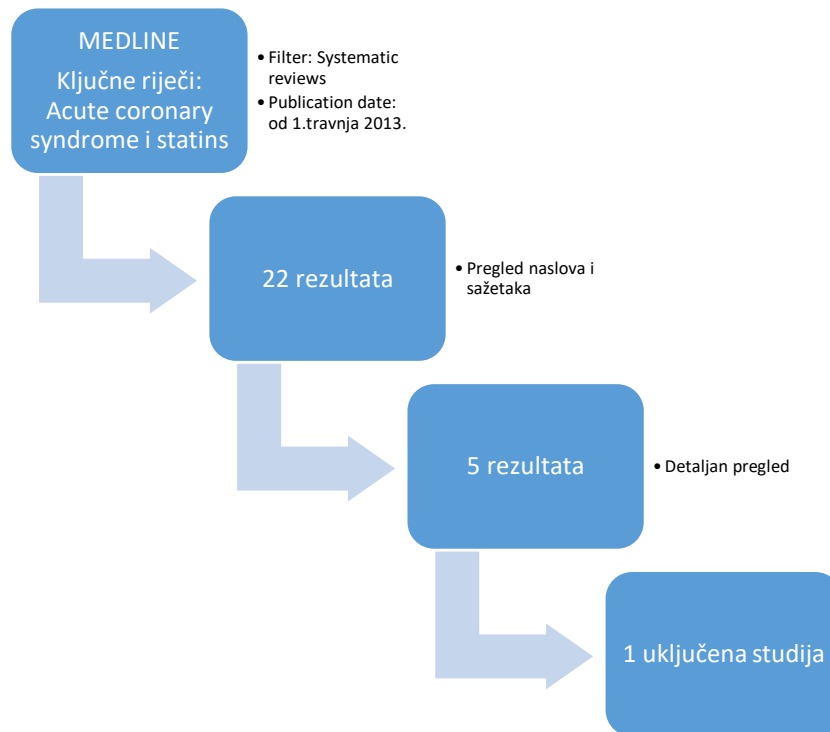 MEDLINE
Ključne riječi:
Acute coronary
syndrome i statins
• Filter: Systematic
reviews
• Publication date:
od 1.travnja 2013.
22 rezultata
• Pregled naslova i
sažetaka
5 rezultata
• Detaljan pregled
1 uključena studija